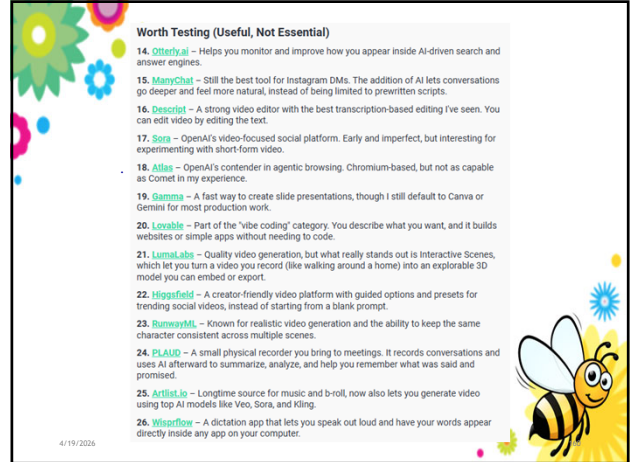 Worth Testing (Useful, Not Essential)
14. Otterly.ai – Helps you monitor and improve how you appear inside AI-driven search and
answer engines.
15. ManyChat – Still the best tool for Instagram DMs. The addition of AI lets conversations
go deeper and feel more natural, instead of being limited to prewritten scripts.
16. Descript – A strong video editor with the best transcription-based editing I've seen. You
can edit video by editing the text.
17. Sora – OpenAI's video-focused social platform. Early and imperfect, but interesting for
experimenting with short-form video.
18. Atlas – OpenAI's contender in agentic browsing. Chromium-based, but not as capable
as Comet in my experience.
19. Gamma – A fast way to create slide presentations, though I still default to Canva or
Gemini for most production work.
20. Lovable – Part of the "vibe coding" category. You describe what you want, and it builds
websites or simple apps without needing to code.
21. LumaLabs – Quality video generation, but what really stands out is Interactive Scenes,
which let you turn a video you record (like walking around a home) into an explorable 3D
model you can embed or export.
22. Higgsfield – A creator-friendly video platform with guided options and presets for
trending social videos, instead of starting from a blank prompt.
23. RunwayML – Known for realistic video generation and the ability to keep the same
character consistent across multiple scenes.
24. PLAUD – A small physical recorder you bring to meetings. It records conversations and
uses AI afterward to summarize, analyze, and help you remember what was said and
promised.
25. Artlist.io – Longtime source for music and b-roll, now also lets you generate video
using top AI models like Veo, Sora, and Kling.
26. Wisprflow – A dictation app that lets you speak out loud and have your words appear
directly inside any app on your computer.
4/19/2026